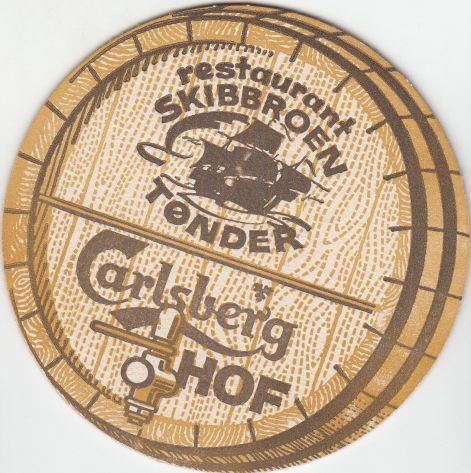 restaurant
SKIBBROEN
TØNDER
Carlsberg
HOF